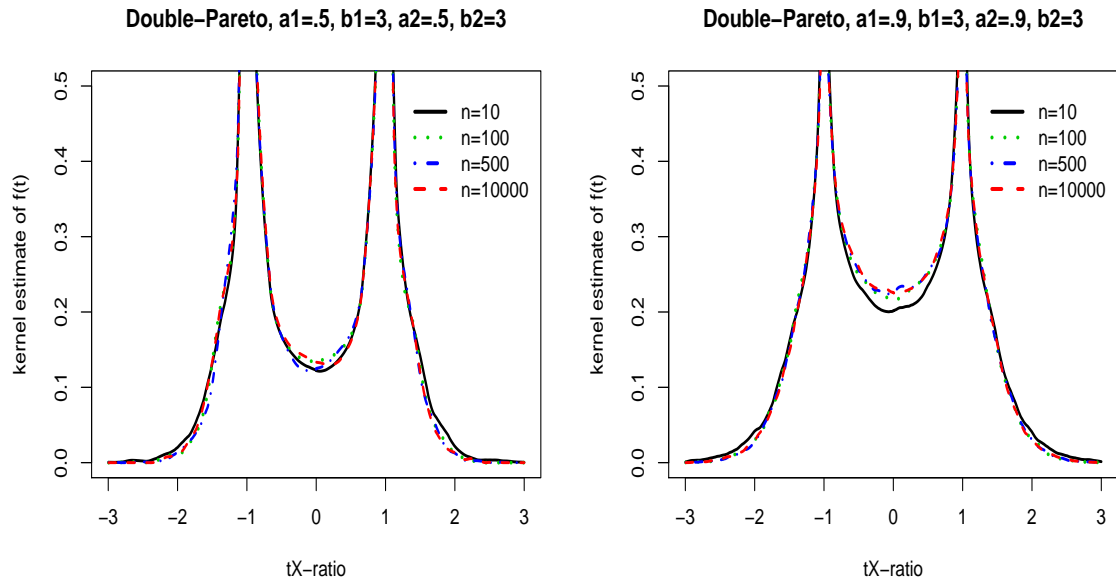 Double−Pareto, a1=.5, b1=3, a2=.5, b2=3
kernel estimate of f(t)
0.5
0.4
0.3
0.2
0.1
0.0
n=10
n=100
n=500
n=10000
−3 −2 −1 0 1 2 3
tX−ratio
Double−Pareto, a1=.9, b1=3, a2=.9, b2=3
kernel estimate of f(t)
0.5
0.4
0.3
0.2
0.1
0.0
n=10
n=100
n=500
n=10000
−3 −2 −1 0 1 2 3
tX−ratio